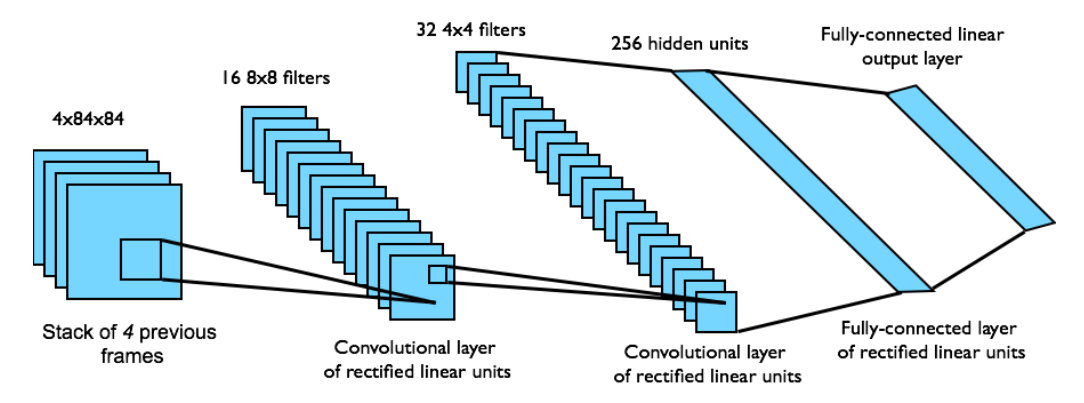 4x84x84
Stack of 4 previous
frames
16 8x8 filters
Convolutional layer
of rectified linear units
32 4x4 filters
Convolutional layer
of rectified linear units
256 hidden units
Fully-connected layer
of rectified linear units
Fully-connected linear
output layer